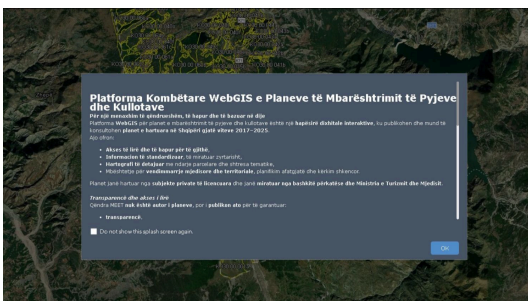 Platforma Kombëtare WebGIS e Planeve të Mbarështrimit të Pyjeve
dhe Kullotave
Për një menaxhim të qëndrueshëm, të hapur dhe të bazuar në dije
Platforma WebGIS për planet e mbarështrimit të pyjeve dhe kullotave është një hapësirë dixhitale interaktive, ku publikohen dhe mund të
konsultohen planet e hartuara në Shqipëri gjatë viteve 2017–2025.
Ajo ofron:
• Akses të lirë dhe të hapur për të gjithë,
• Informacion të standardizuar, të miratuar zyrtarisht,
• Hartografi të detajuar me ndarje parcelare dhe shtresa tematike,
• Mbështetje për vendimmarrje mjedisore dhe territoriale, planifikim afatgjatë dhe kërkim shkencor.
Planet janë hartuar nga subjekte private të licencuara dhe janë miratuar nga bashkitë përkatëse dhe Ministria e Turizmit dhe Mjedisit.
Transparencë dhe akses i lirë
Qendra MEET nuk është autor i planeve, por i publikon ato për të garantuar:
• transparencë,
Do not show this splash screen again.
OK